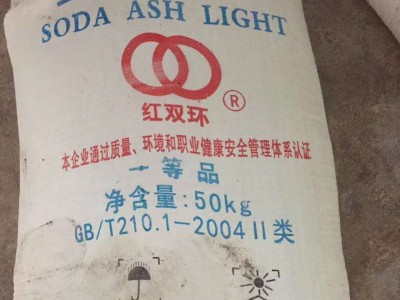 SODA ASH LIGHT
红双环®
本企业通过质量、环境和职业健康安全管理体系认证
一等品
净含量:50kg
GB/T210.1-2004 II类